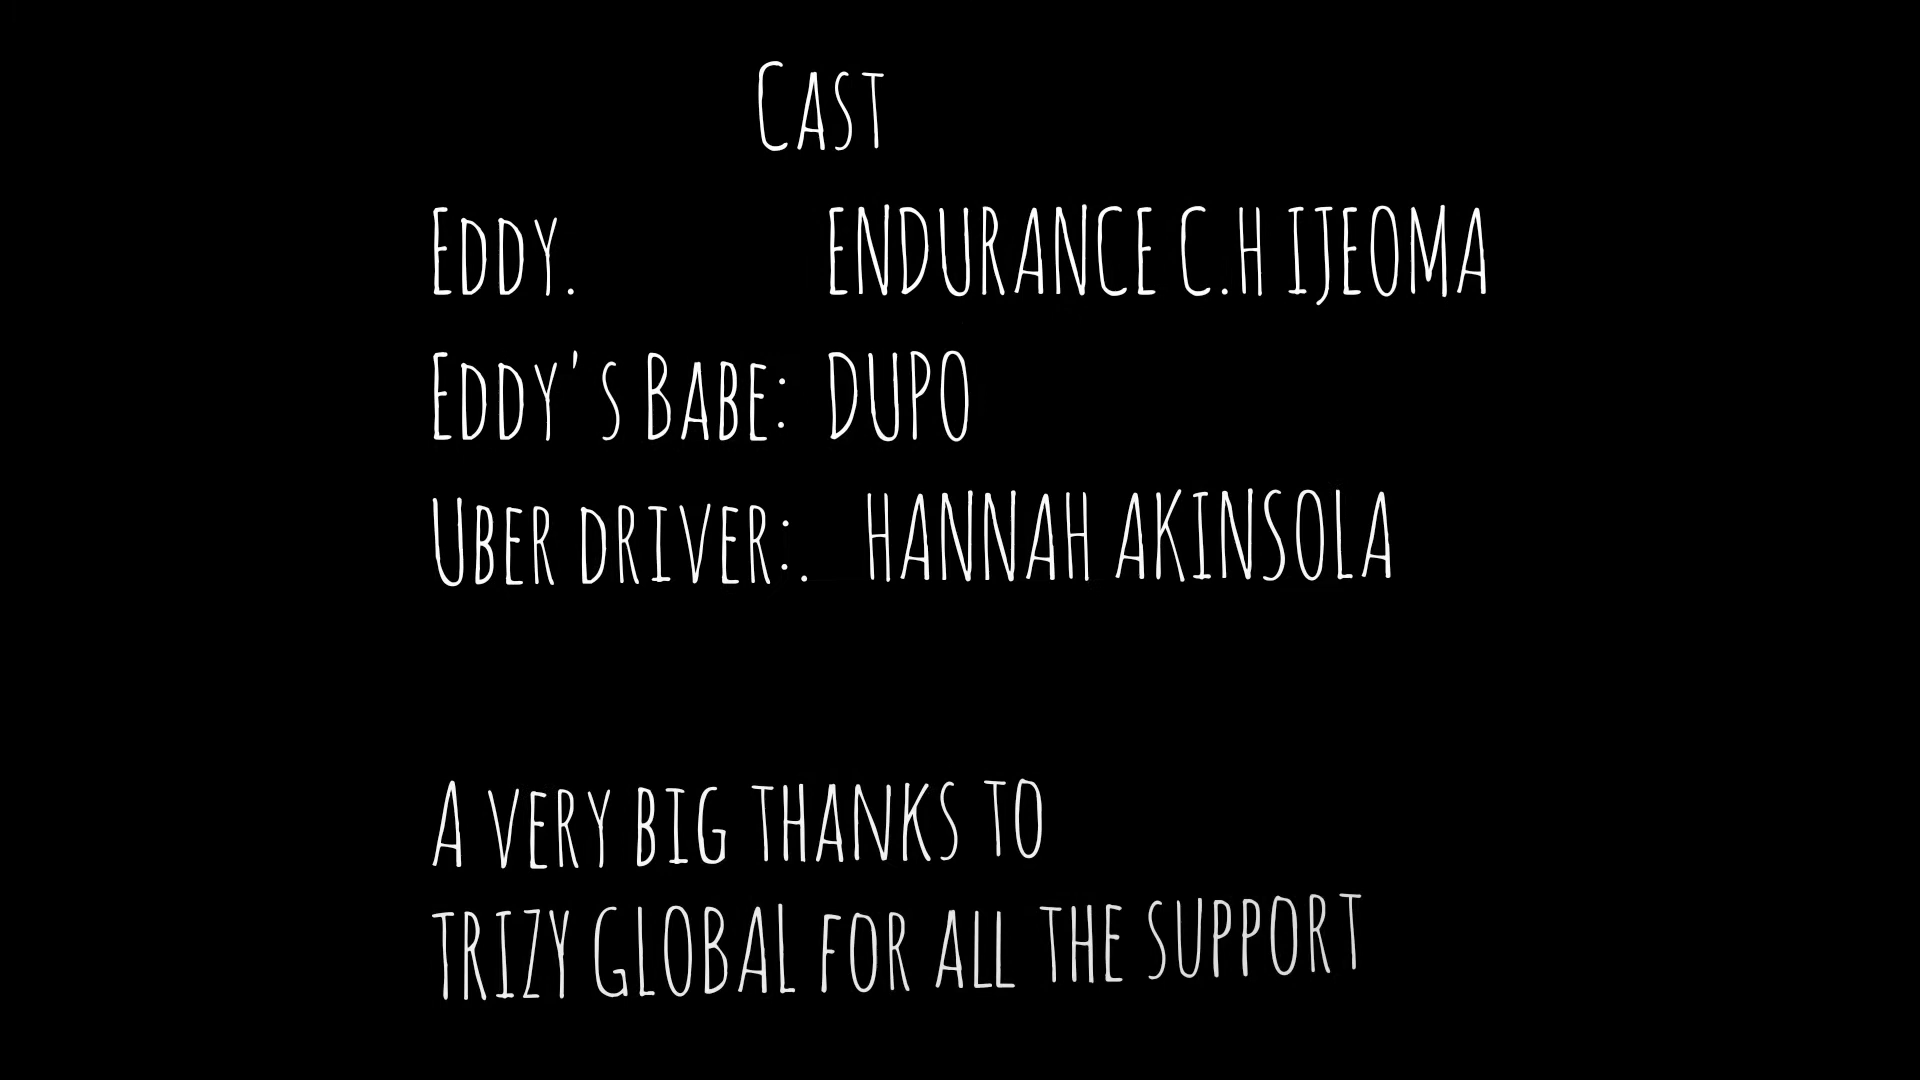 Cast
Eddy. ENDURANCE C.H IJEOMA
Eddy's Babe: DUPO
Uber driver:. HANNAH AKINSOLA
A very big thanks to
TRIZY GLOBAL for all the support